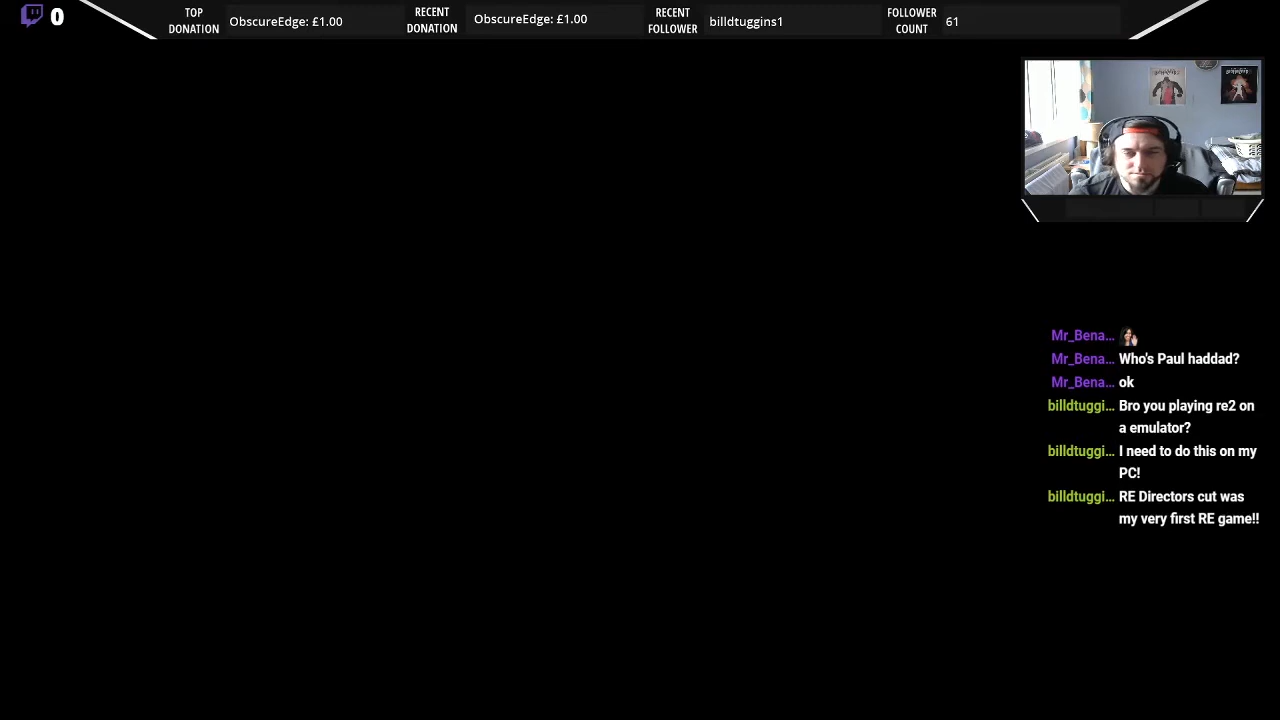 0
TOP
DONATION
ObscureEdge: £1.00
RECENT
DONATION
ObscureEdge: £1.00
RECENT
FOLLOWER
billdtuggins1
FOLLOWER
COUNT
61
Mr_Bena...
Mr_Bena... Who's Paul haddad?
Mr_Bena... ok
billdtuggi... Bro you playing re2 on
a emulator?
billdtuggi... I need to do this on my
PC!
billdtuggi... RE Directors cut was
my very first RE game!!